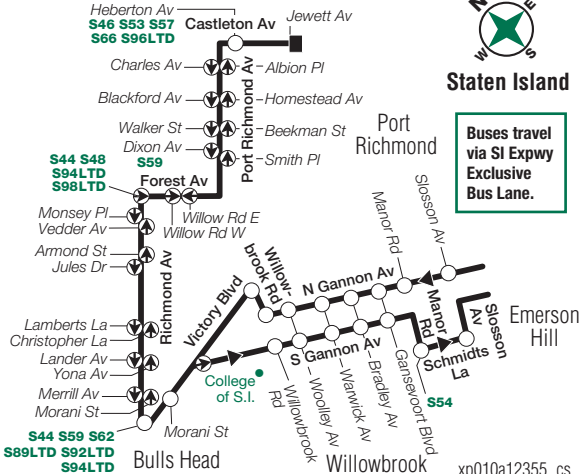 Heberton Av
S46 S53 S57
S66 S96LTD
Castleton Av
Jewett Av
N
W
E
S
Staten Island
Charles Av
Albion Pl
Blackford Av
Homestead Av
Walker St
Beekman St
Dixon Av
Smith Pl
Port Richmond Av
S59
Port
Richmond
Buses travel
via SI Expwy
Exclusive
Bus Lane.
S44 S48
S94LTD
S98LTD
Forest Av
Willow Rd E
Willow Rd W
Monsey Pl
Vedder Av
Armond St
Jules Dr
Richmond Av
Lamberts La
Christopher La
Lander Av
Yona Av
Merrill Av
Morani St
S44 S59 S62
S89LTD S92LTD
S94LTD
Bulls Head
Morani St
Victory Blvd
Willow-
brook Rd
N Gannon Av
Manor Rd
Slosson Av
S Gannon Av
Manor
Rd
Schmidts
La
Slosson
Av
Emerson
Hill
S54
College
of S.I.
Willowbrook
Rd
Woolley Av
Warwick Av
Bradley Av
Gansevoort Blvd
Willowbrook
xp010a12355_cs